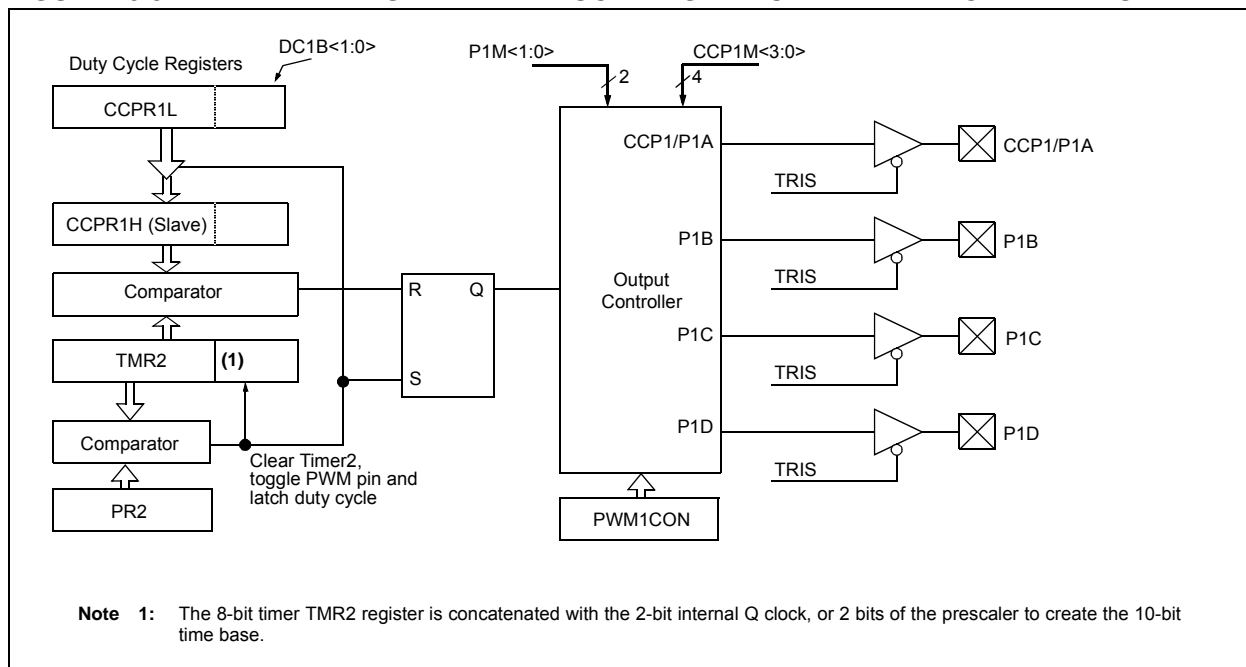 DC1B<1:0>
Duty Cycle Registers
CCPR1L
CCPR1H (Slave)
Comparator
TMR2
(1)
Comparator
PR2
Clear Timer2,
toggle PWM pin and
latch duty cycle
R
Q
S
P1M<1:0>
2
CCP1M<3:0>
4
Output
Controller
CCP1/P1A
P1B
P1C
P1D
PWM1CON
TRIS
CCP1/P1A
TRIS
P1B
TRIS
P1C
TRIS
P1D
Note 1: The 8-bit timer TMR2 register is concatenated with the 2-bit internal Q clock, or 2 bits of the prescaler to create the 10-bit
time base.